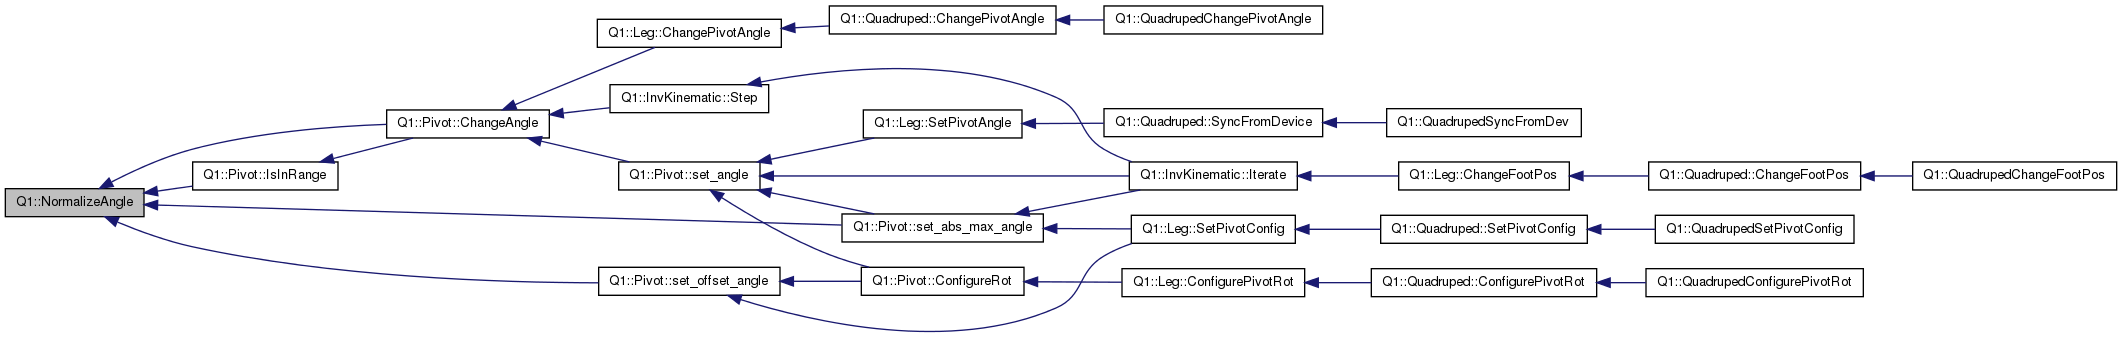 Q1::Quadruped::ChangePivotAngle
Q1::QuadrupedChangePivotAngle
Q1::Leg::ChangePivotAngle
Q1::InvKinematic::Step
Q1::Pivot::ChangeAngle
Q1::Leg::SetPivotAngle
Q1::Quadruped::SyncFromDevice
Q1::QuadrupedSyncFromDev
Q1::Pivot::IsInRange
Q1::Pivot::set_angle
Q1::InvKinematic::Iterate
Q1::Leg::ChangeFootPos
Q1::Quadruped::ChangeFootPos
Q1::QuadrupedChangeFootPos
Q1::NormalizeAngle
Q1::Pivot::set_abs_max_angle
Q1::Leg::SetPivotConfig
Q1::Quadruped::SetPivotConfig
Q1::QuadrupedSetPivotConfig
Q1::Pivot::set_offset_angle
Q1::Pivot::ConfigureRot
Q1::Leg::ConfigurePivotRot
Q1::Quadruped::ConfigurePivotRot
Q1::QuadrupedConfigurePivotRot